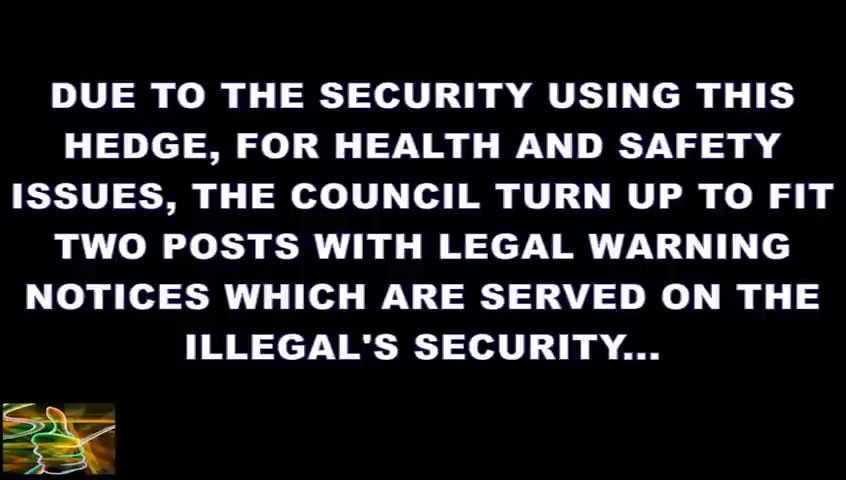 DUE TO THE SECURITY USING THIS
HEDGE, FOR HEALTH AND SAFETY
ISSUES, THE COUNCIL TURN UP TO FIT
TWO POSTS WITH LEGAL WARNING
NOTICES WHICH ARE SERVED ON THE
ILLEGAL'S SECURITY...